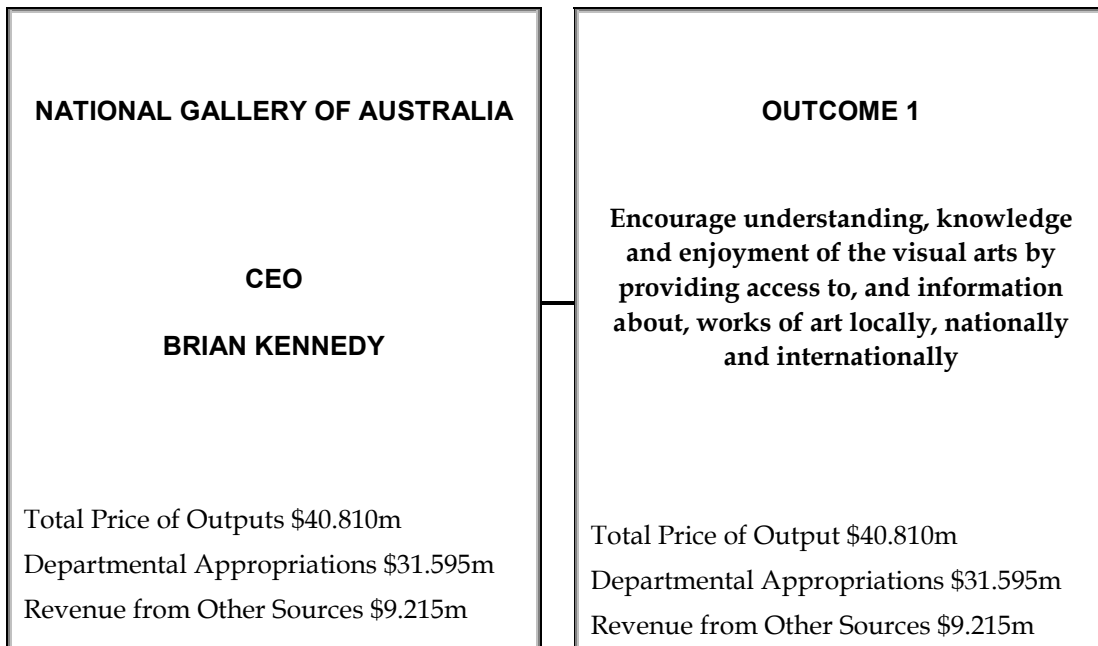 NATIONAL GALLERY OF AUSTRALIA
CEO
BRIAN KENNEDY
Total Price of Outputs $40.810m
Departmental Appropriations $31.595m
Revenue from Other Sources $9.215m
OUTCOME 1
Encourage understanding, knowledge
and enjoyment of the visual arts by
providing access to, and information
about, works of art locally, nationally
and internationally
Total Price of Output $40.810m
Departmental Appropriations $31.595m
Revenue from Other Sources $9.215m